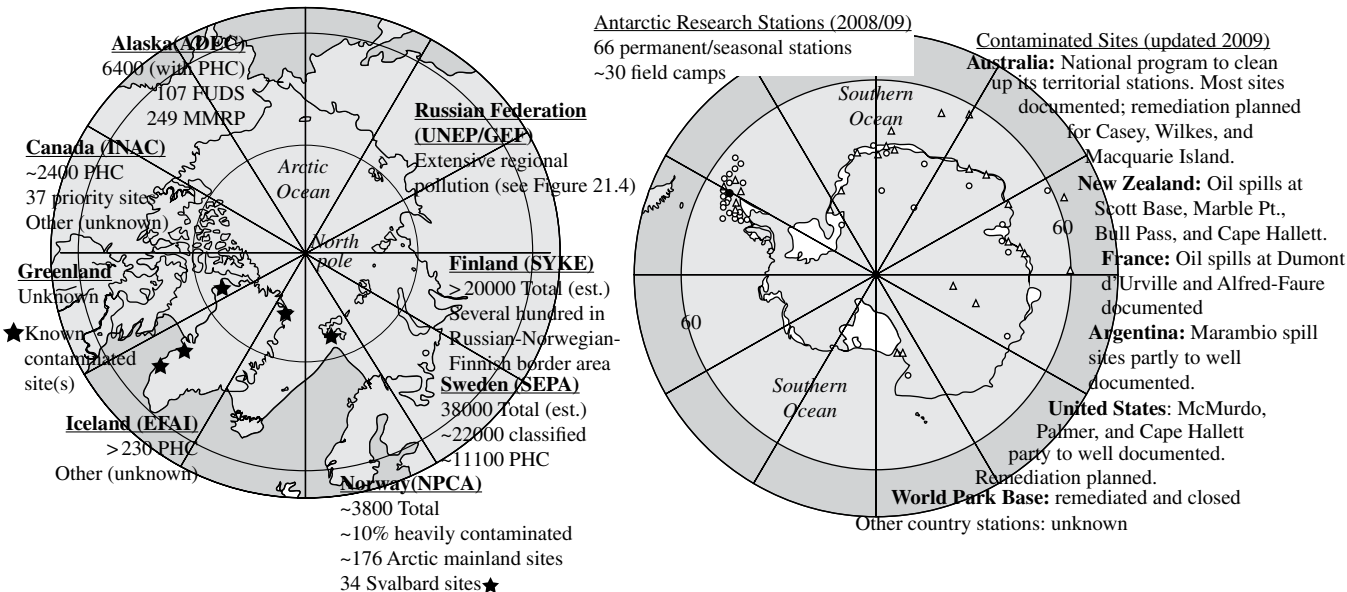 Alaska(ADEC)
6400 (with PHC)
107 FUDS
249 MMRP
Canada (INAC)
~2400 PHC
37 priority sites
Other (unknown)
Greenland
Unknown
★Known
contaminated
site(s)
Iceland (EFAI)
>230 PHC
Other (unknown)
Arctic
Ocean
North
pole
Russian Federation
(UNEP/GEF)
Extensive regional
pollution (see Figure 21.4)
Finland (SYKE)
>20000 Total (est.)
Several hundred in
Russian-Norwegian-
Finnish border area
Sweden (SEPA)
38000 Total (est.)
~22000 classified
~11100 PHC
Norway(NPCA)
~3800 Total
~10% heavily contaminated
~176 Arctic mainland sites
34 Svalbard sites★
Antarctic Research Stations (2008/09)
66 permanent/seasonal stations
~30 field camps
Southern
Ocean
60
60
Southern
Ocean
Contaminated Sites (updated 2009)
Australia: National program to clean
up its territorial stations. Most sites
documented; remediation planned
for Casey, Wilkes, and
Macquarie Island.
New Zealand: Oil spills at
Scott Base, Marble Pt.,
Bull Pass, and Cape Hallett.
France: Oil spills at Dumont
d’Urville and Alfred-Faure
documented
Argentina: Marambio spill
sites partly to well
documented.
United States: McMurdo,
Palmer, and Cape Hallett
party to well documented.
Remediation planned.
World Park Base: remediated and closed
Other country stations: unknown